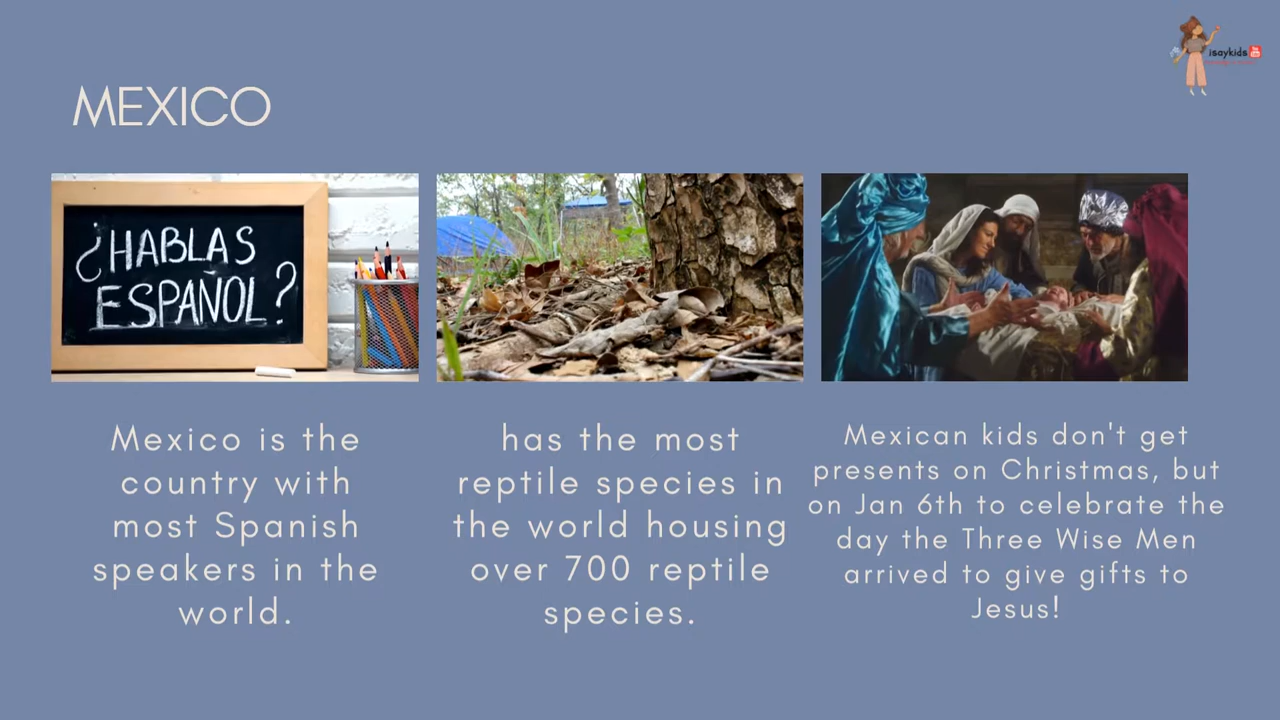 isaykids
MEXICO
¿HABLAS
ESPAÑOL?
Mexico is the
country with
most Spanish
speakers in the
world.
has the most
reptile species in
the world housing
over 700 reptile
species.
Mexican kids don't get
presents on Christmas, but
on Jan 6th to celebrate the
day the Three Wise Men
arrived to give gifts to
Jesus!